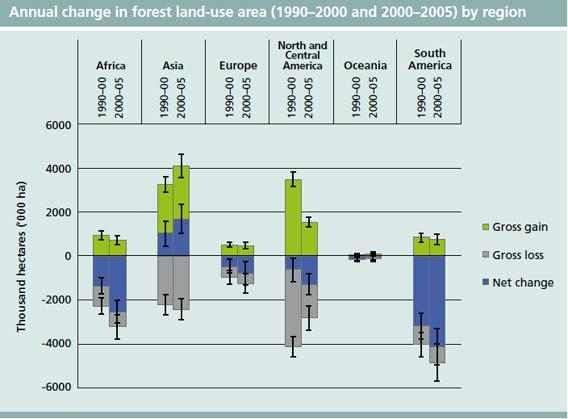 Annual change in forest land-use area (1990–2000 and 2000–2005) by region
Africa
Asia
Europe
North and
Central
America
Oceania
South
America
1990–00
2000–05
1990–00
2000–05
1990–00
2000–05
1990–00
2000–05
1990–00
2000–05
1990–00
2000–05
Thousand hectares ('000 ha)
6000
4000
2000
0
-2000
-4000
-6000
Gross gain
Gross loss
Net change